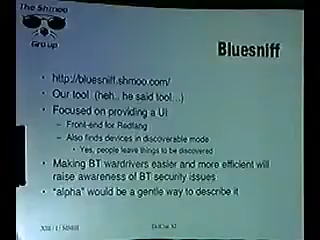 The Shmoo
Group
Bluesniff
• http://bluesniff.shmoo.com/
• Our tool (heh.. he said tool...)
• Focused on providing a UI
– Front-end for Redfang
– Also finds devices in discoverable mode
• Yes, people leave things to be discovered
• Making BT wardrivers easier and more efficient will
raise awareness of BT security issues
• "alpha" would be a gentle way to describe it